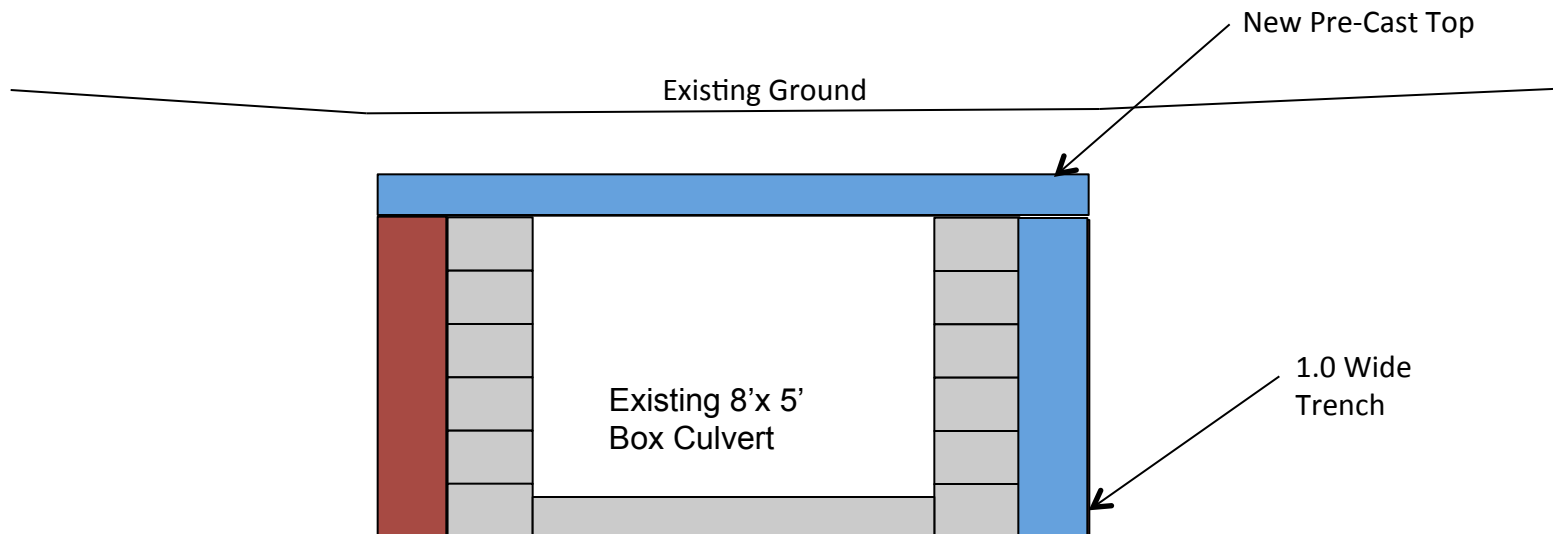 New Pre-Cast Top
Existing Ground
1.0 Wide
Trench
Existing 8’x 5’
Box Culvert